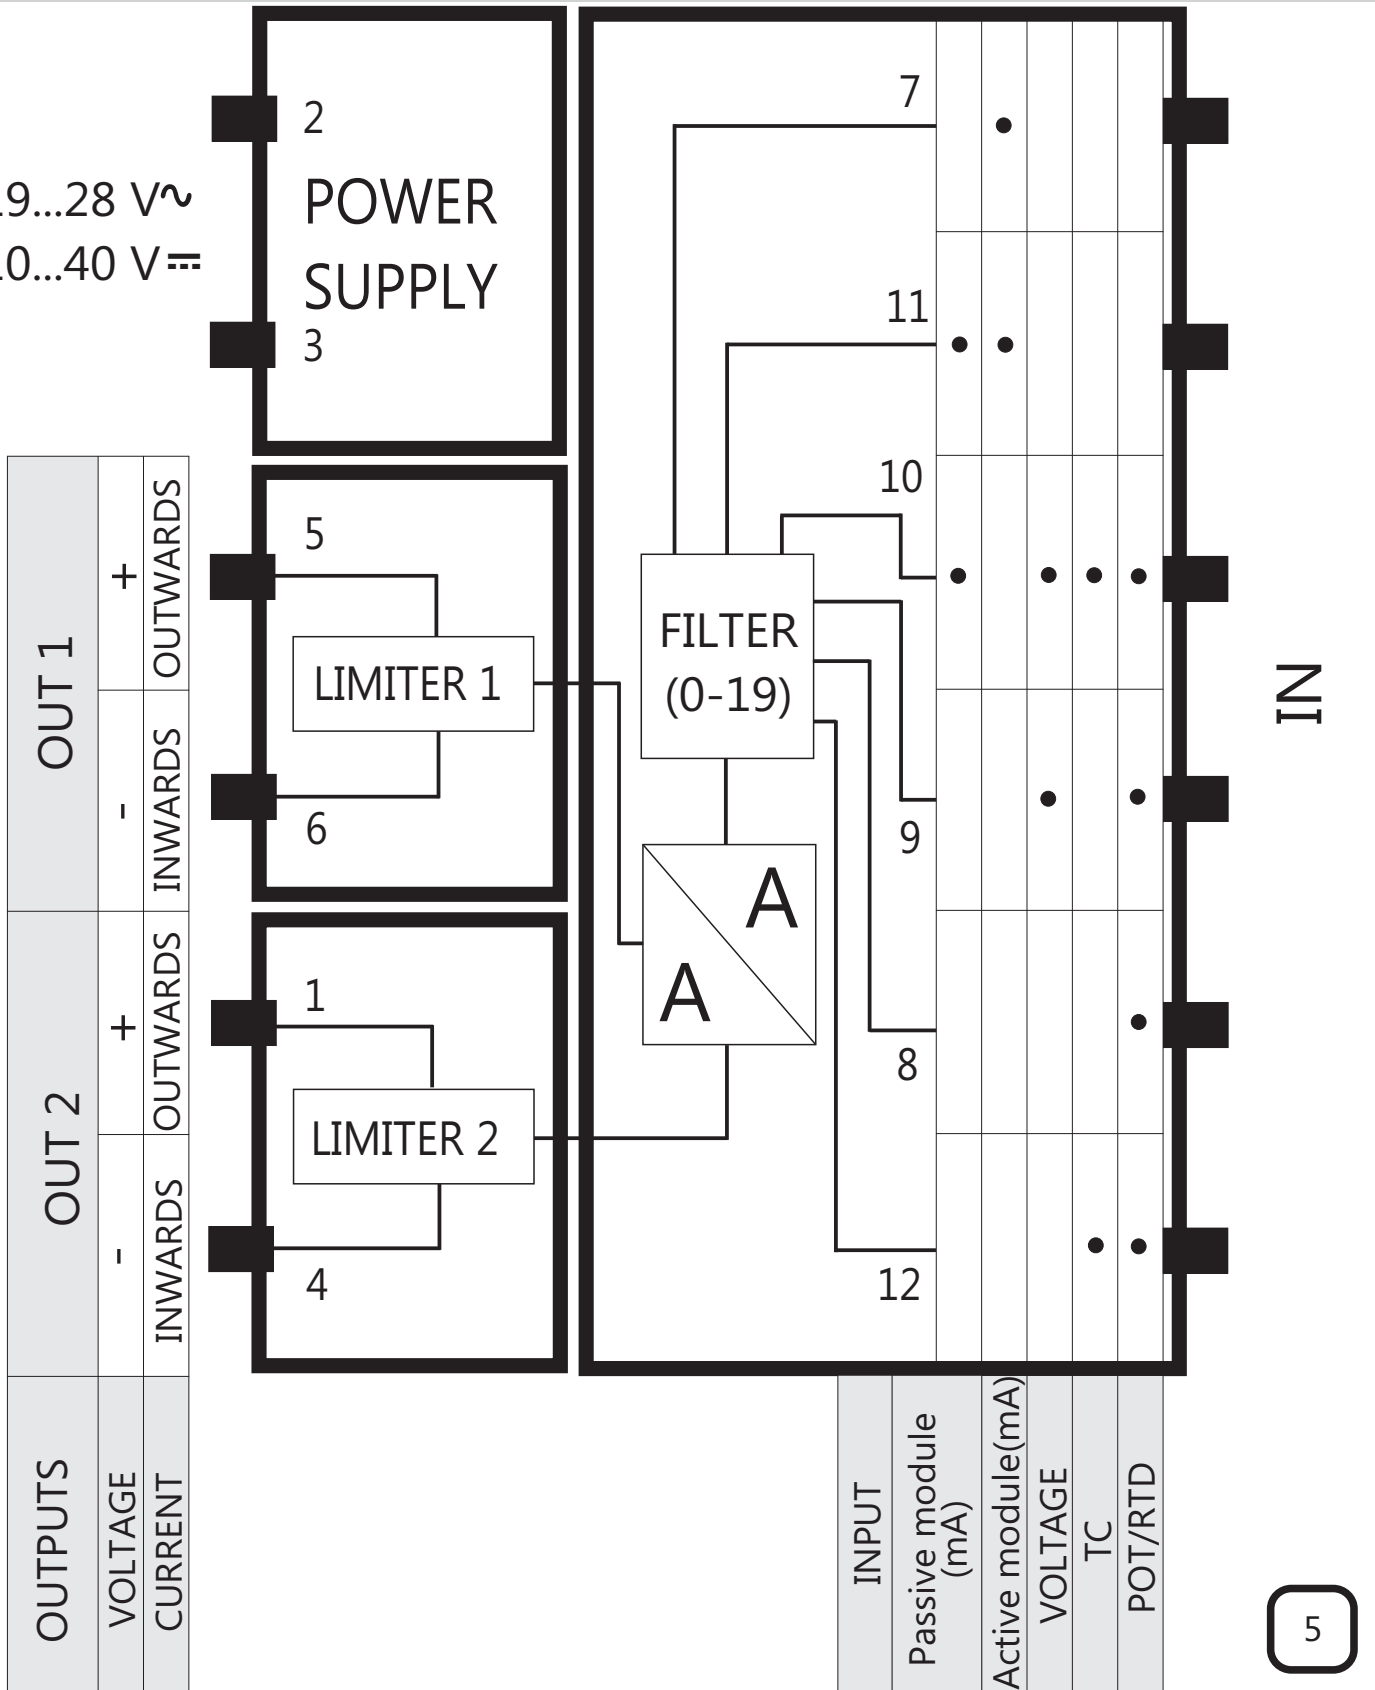 2
POWER
SUPPLY
3
9...28 V~
0...40 V⎓
7
11
10
9
8
12
FILTER
(0-19)
A
A
5
LIMITER 1
6
1
LIMITER 2
4
IN
OUT 1
+
OUTWARDS
-
INWARDS
OUT 2
+
OUTWARDS
-
INWARDS
OUTPUTS
VOLTAGE
CURRENT
INPUT
Passive module
(mA)
Active module(mA)
VOLTAGE
TC
POT/RTD
5